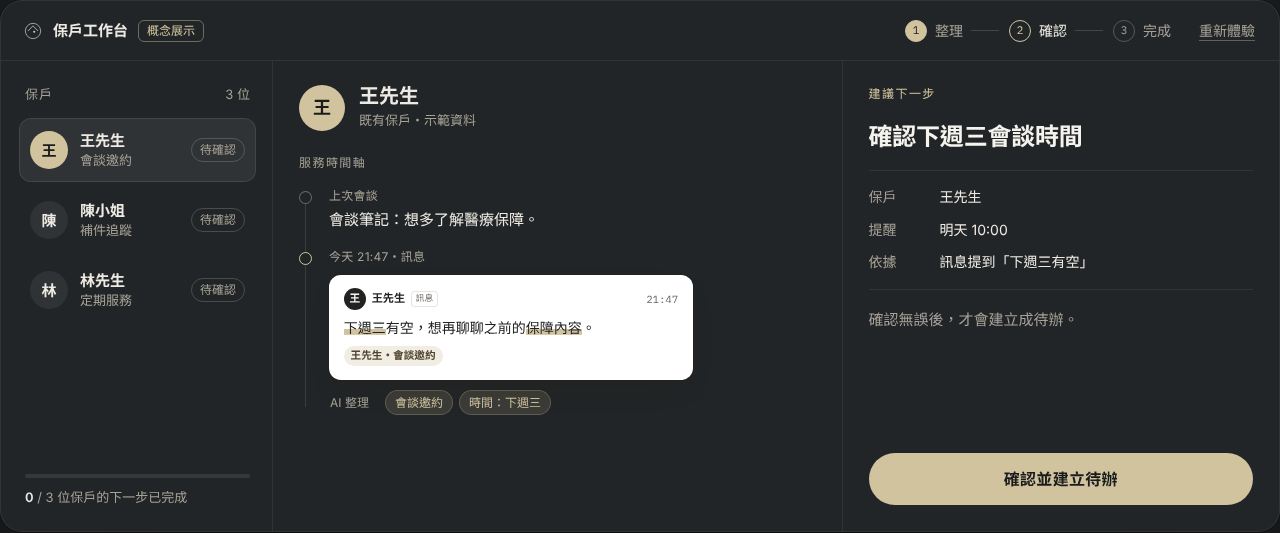 保戶工作台 概念展示
1 整理 2 確認 3 完成 重新體驗
保戶 3 位
王 王先生 會談邀約 待確認
陳 陳小姐 補件追蹤 待確認
林 林先生 定期服務 待確認
0 / 3 位保戶的下一步已完成
王 王先生
既有保戶・示範資料
服務時間軸
上次會談
會談筆記：想多了解醫療保障。
今天 21:47・訊息
王 王先生 訊息 21:47
下週三有空，想再聊聊之前的保障內容。
王先生・會談邀約
AI 整理 會談邀約 時間：下週三
建議下一步
確認下週三會談時間
保戶 王先生
提醒 明天 10:00
依據 訊息提到「下週三有空」
確認無誤後，才會建立成待辦。
確認並建立待辦